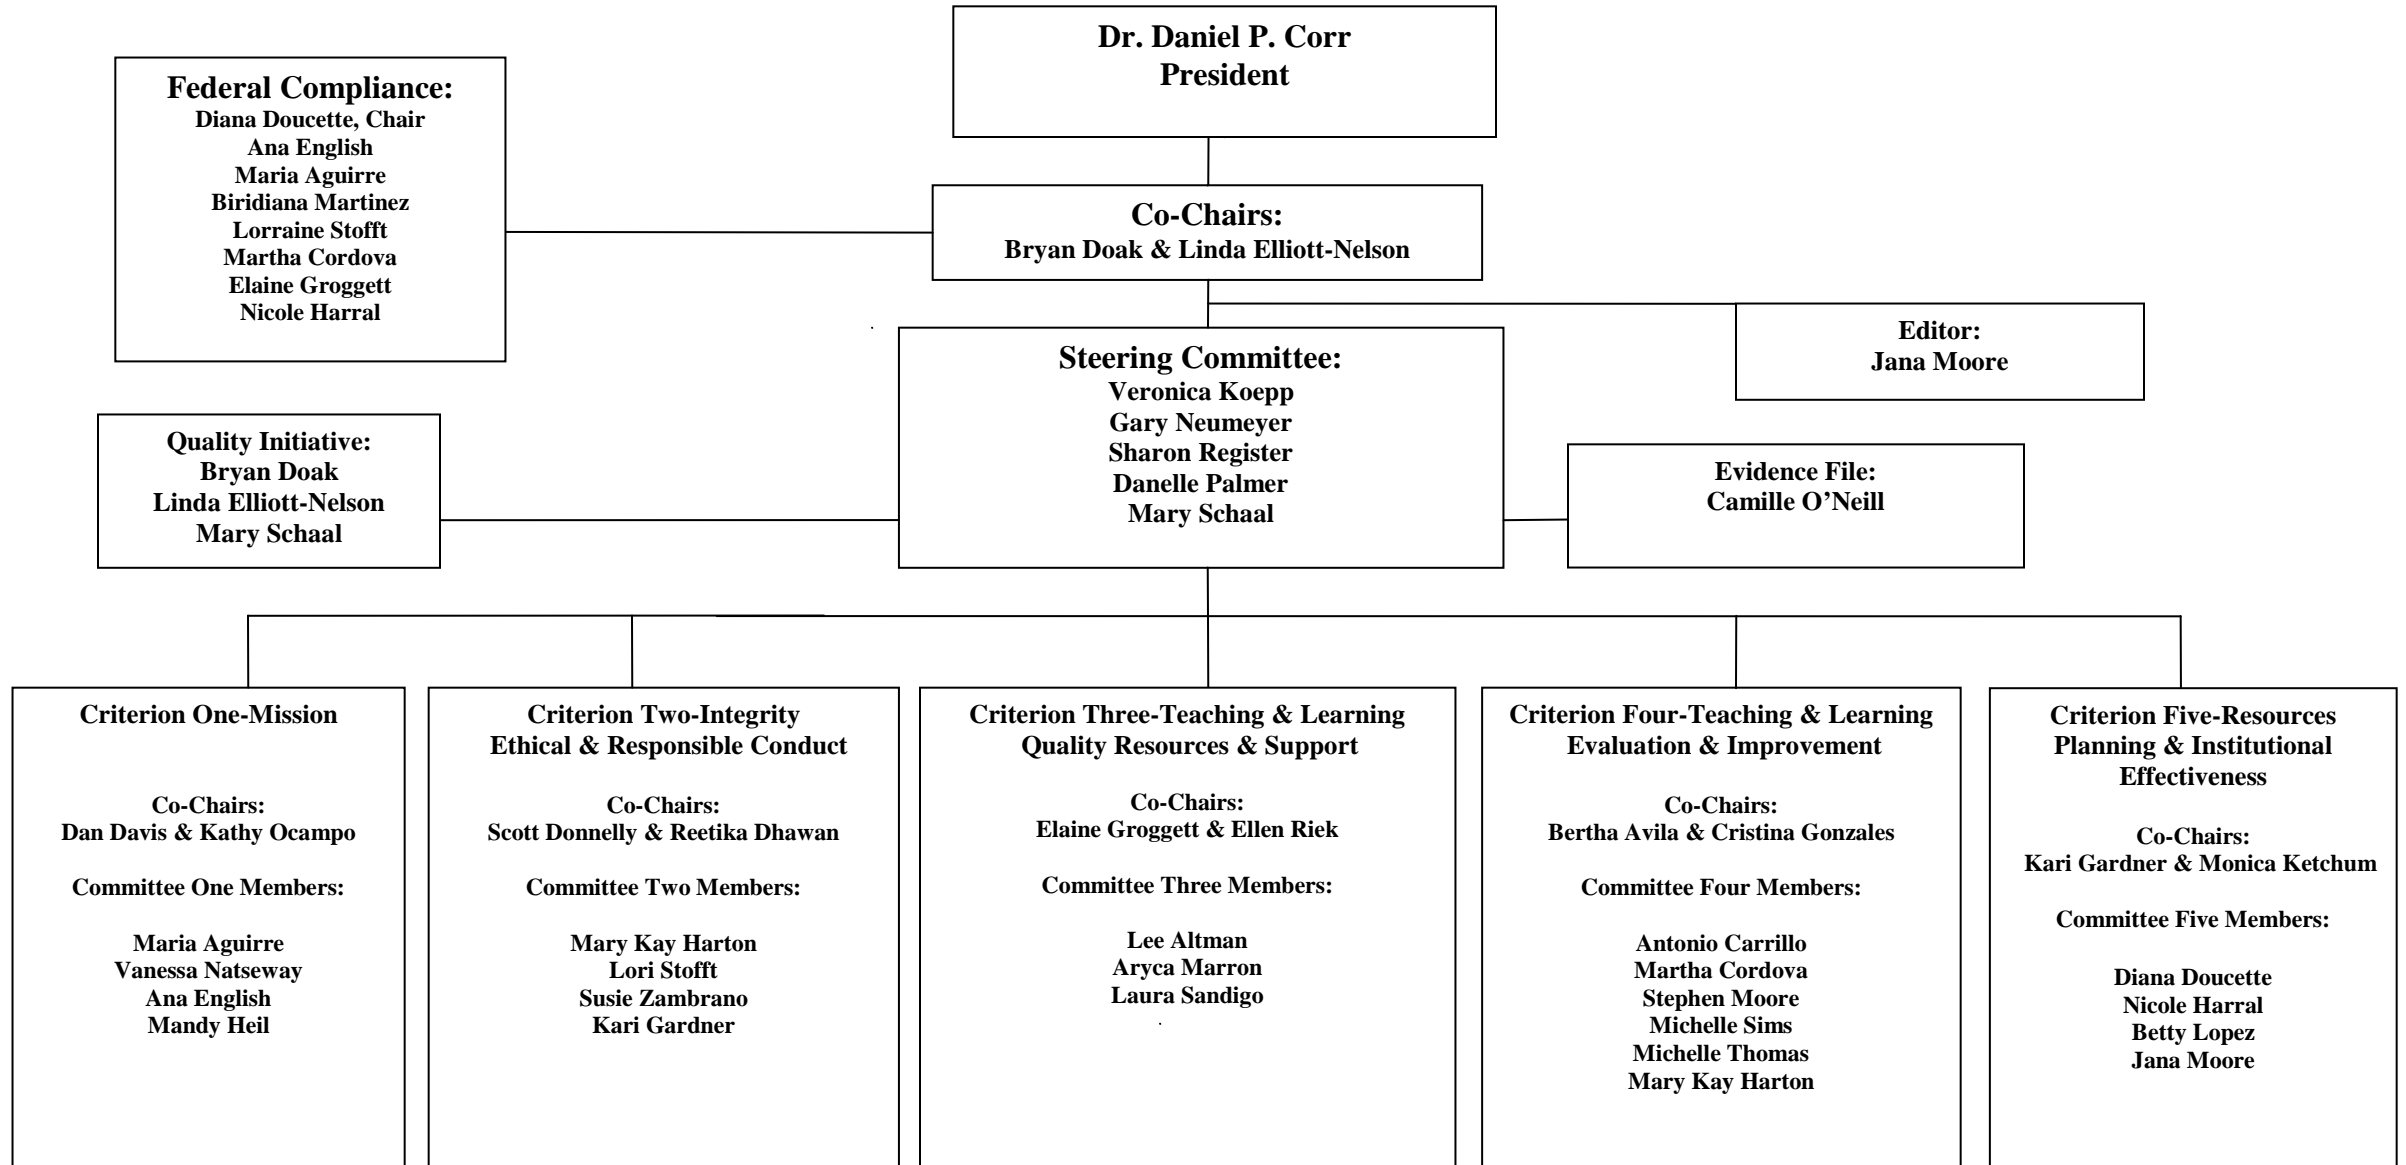 Dr. Daniel P. Corr
President
Federal Compliance:
Diana Doucette, Chair
Ana English
Maria Aguirre
Biridiana Martinez
Lorraine Stofft
Martha Cordova
Elaine Groggett
Nicole Harral
Co-Chairs:
Bryan Doak & Linda Elliott-Nelson
Editor:
Jana Moore
Steering Committee:
Veronica Koepp
Gary Neumeyer
Sharon Register
Danelle Palmer
Mary Schaal
Quality Initiative:
Bryan Doak
Linda Elliott-Nelson
Mary Schaal
Evidence File:
Camille O’Neill
Criterion One-Mission
Co-Chairs:
Dan Davis & Kathy Ocampo
Committee One Members:
Maria Aguirre
Vanessa Natseway
Ana English
Mandy Heil
Criterion Two-Integrity
Ethical & Responsible Conduct
Co-Chairs:
Scott Donnelly & Reetika Dhawan
Committee Two Members:
Mary Kay Harton
Lori Stofft
Susie Zambrano
Kari Gardner
Criterion Three-Teaching & Learning
Quality Resources & Support
Co-Chairs:
Elaine Groggett & Ellen Riek
Committee Three Members:
Lee Altman
Aryca Marron
Laura Sandigo
Criterion Four-Teaching & Learning
Evaluation & Improvement
Co-Chairs:
Bertha Avila & Cristina Gonzales
Committee Four Members:
Antonio Carrillo
Martha Cordova
Stephen Moore
Michelle Sims
Michelle Thomas
Mary Kay Harton
Criterion Five-Resources
Planning & Institutional
Effectiveness
Co-Chairs:
Kari Gardner & Monica Ketchum
Committee Five Members:
Diana Doucette
Nicole Harral
Betty Lopez
Jana Moore